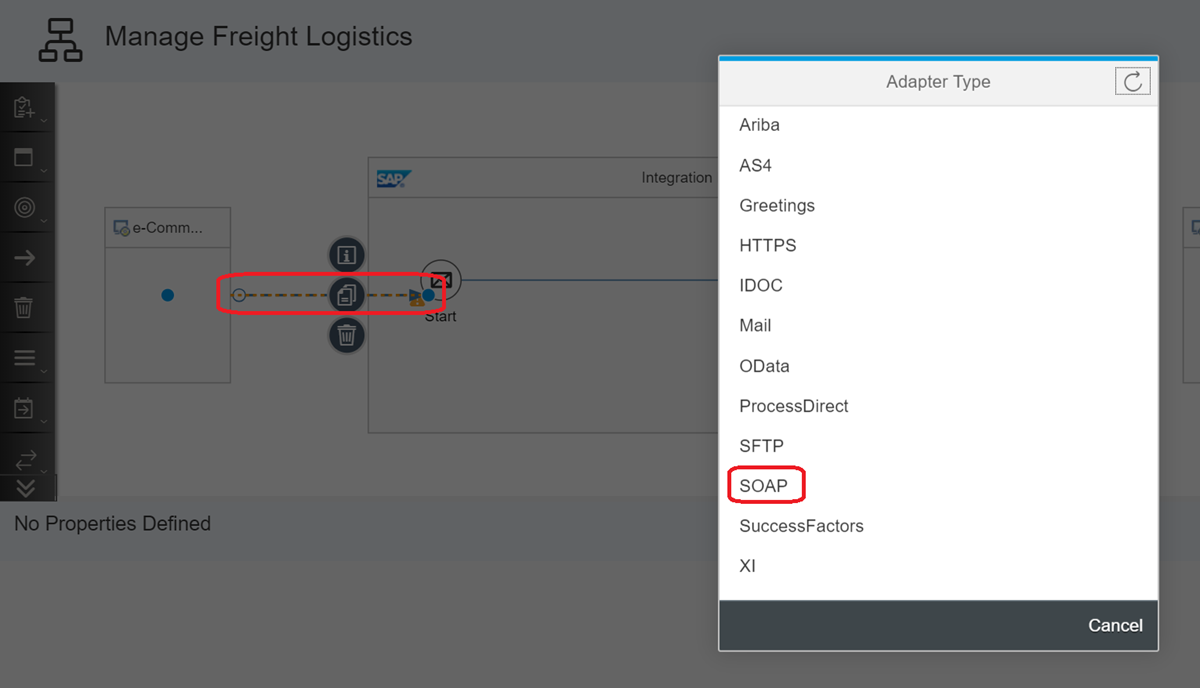 Manage Freight Logistics
Adapter Type
Ariba
AS4
Greetings
HTTPS
IDOC
Mail
OData
ProcessDirect
SFTP
SOAP
SuccessFactors
XI
Cancel
SAP
Integration
e-Comm...
Start
No Properties Defined